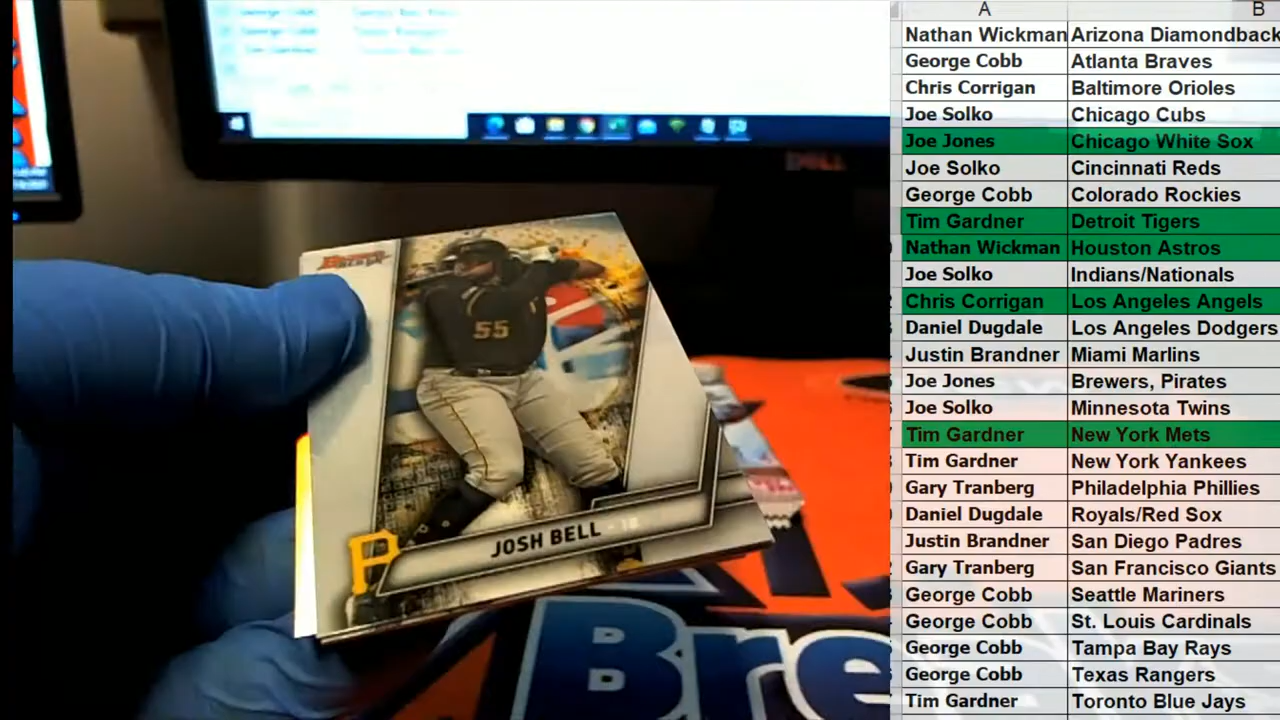 DELL
BOWMAN'S
BEST
55
JOSH BELL - 1B
P
Bre
A B
Nathan Wickman Arizona Diamondback
George Cobb Atlanta Braves
Chris Corrigan Baltimore Orioles
Joe Solko Chicago Cubs
Joe Jones Chicago White Sox
Joe Solko Cincinnati Reds
George Cobb Colorado Rockies
Tim Gardner Detroit Tigers
Nathan Wickman Houston Astros
Joe Solko Indians/Nationals
Chris Corrigan Los Angeles Angels
Daniel Dugdale Los Angeles Dodgers
Justin Brandner Miami Marlins
Joe Jones Brewers, Pirates
Joe Solko Minnesota Twins
Tim Gardner New York Mets
Tim Gardner New York Yankees
Gary Tranberg Philadelphia Phillies
Daniel Dugdale Royals/Red Sox
Justin Brandner San Diego Padres
Gary Tranberg San Francisco Giants
George Cobb Seattle Mariners
George Cobb St. Louis Cardinals
George Cobb Tampa Bay Rays
George Cobb Texas Rangers
Tim Gardner Toronto Blue Jays